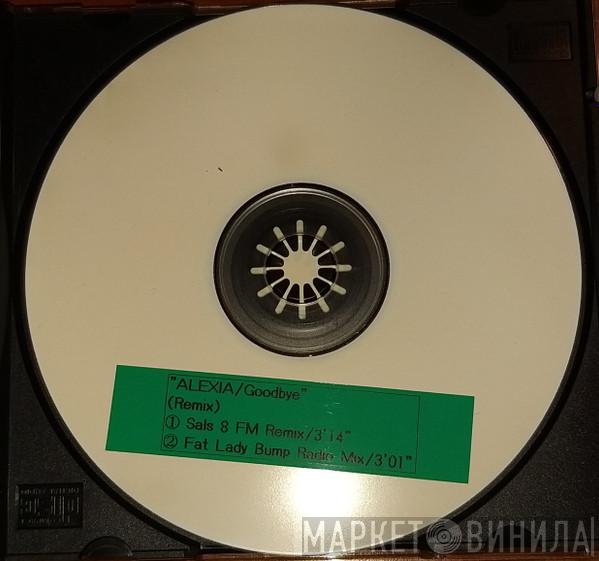 "ALEXIA/Goodbye"
(Remix)
① Sals 8 FM Remix/3'14"
② Fat Lady Bump Radio Mix/3'01"
МАРКЕТ ВИНИЛА